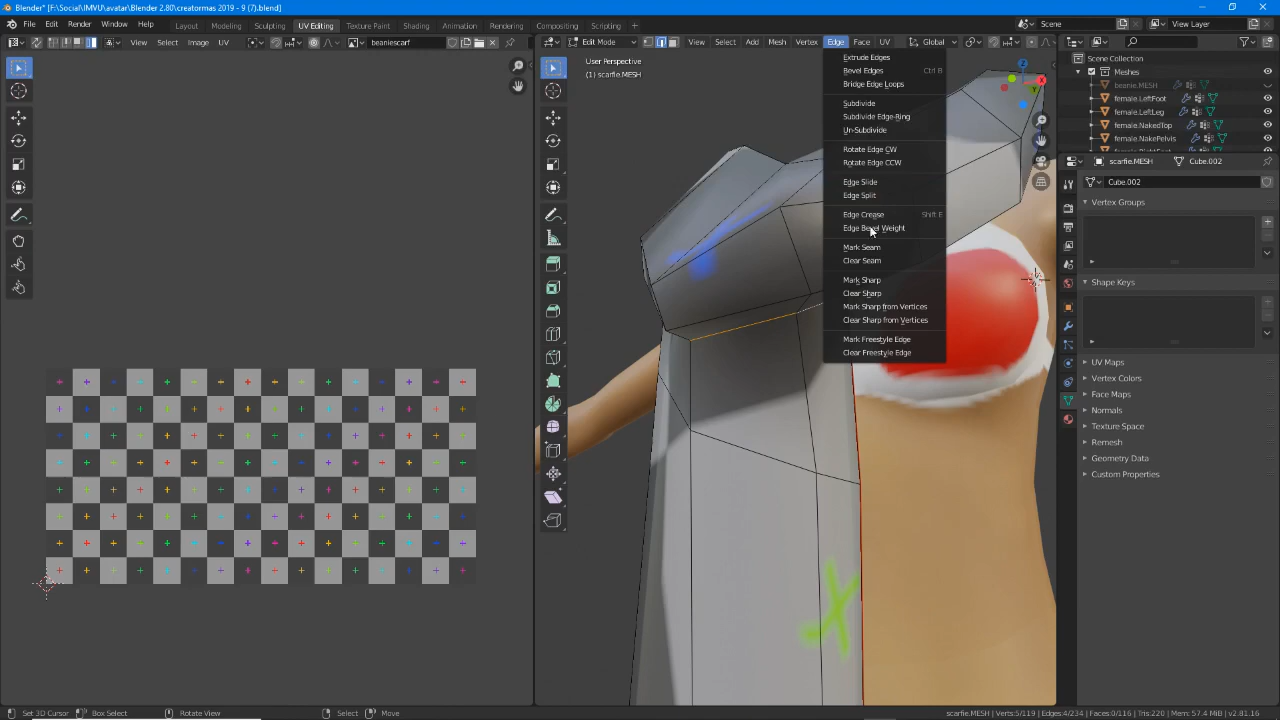 Blender* [F:\Social\IMVU\avatar\Blender 2.80\creatormas 2019 - 9 (7).blend]
File Edit Render Window Help Layout Modeling Sculpting UV Editing Texture Paint Shading Animation Rendering Compositing Scripting Scene View Layer
View Select Image UV beaniescarf Edit Mode View Select Add Mesh Vertex Edge Face UV Global
User Perspective
(1) scarfie.MESH
Extrude Edges
Bevel Edges Ctrl B
Bridge Edge Loops
Subdivide
Subdivide Edge-Ring
Un-Subdivide
Rotate Edge CW
Rotate Edge CCW
Edge Slide
Edge Split
Edge Crease Shift E
Edge Bevel Weight
Mark Seam
Clear Seam
Mark Sharp
Clear Sharp
Mark Sharp from Vertices
Clear Sharp from Vertices
Mark Freestyle Edge
Clear Freestyle Edge
X
Scene Collection
Meshes
beanie.MESH
female.LeftFoot
female.LeftLeg
female.NakedTop
female.NakePelvis
scarfie.MESH Cube.002
Cube.002
Vertex Groups
Shape Keys
UV Maps
Vertex Colors
Face Maps
Normals
Texture Space
Remesh
Geometry Data
Custom Properties
Set 3D Cursor Box Select Rotate View Select Move scarfie.MESH | Verts:5/119 | Edges:4/234 | Faces:0/116 | Tris:220 | Mem: 57.4 MiB | v2.81.16